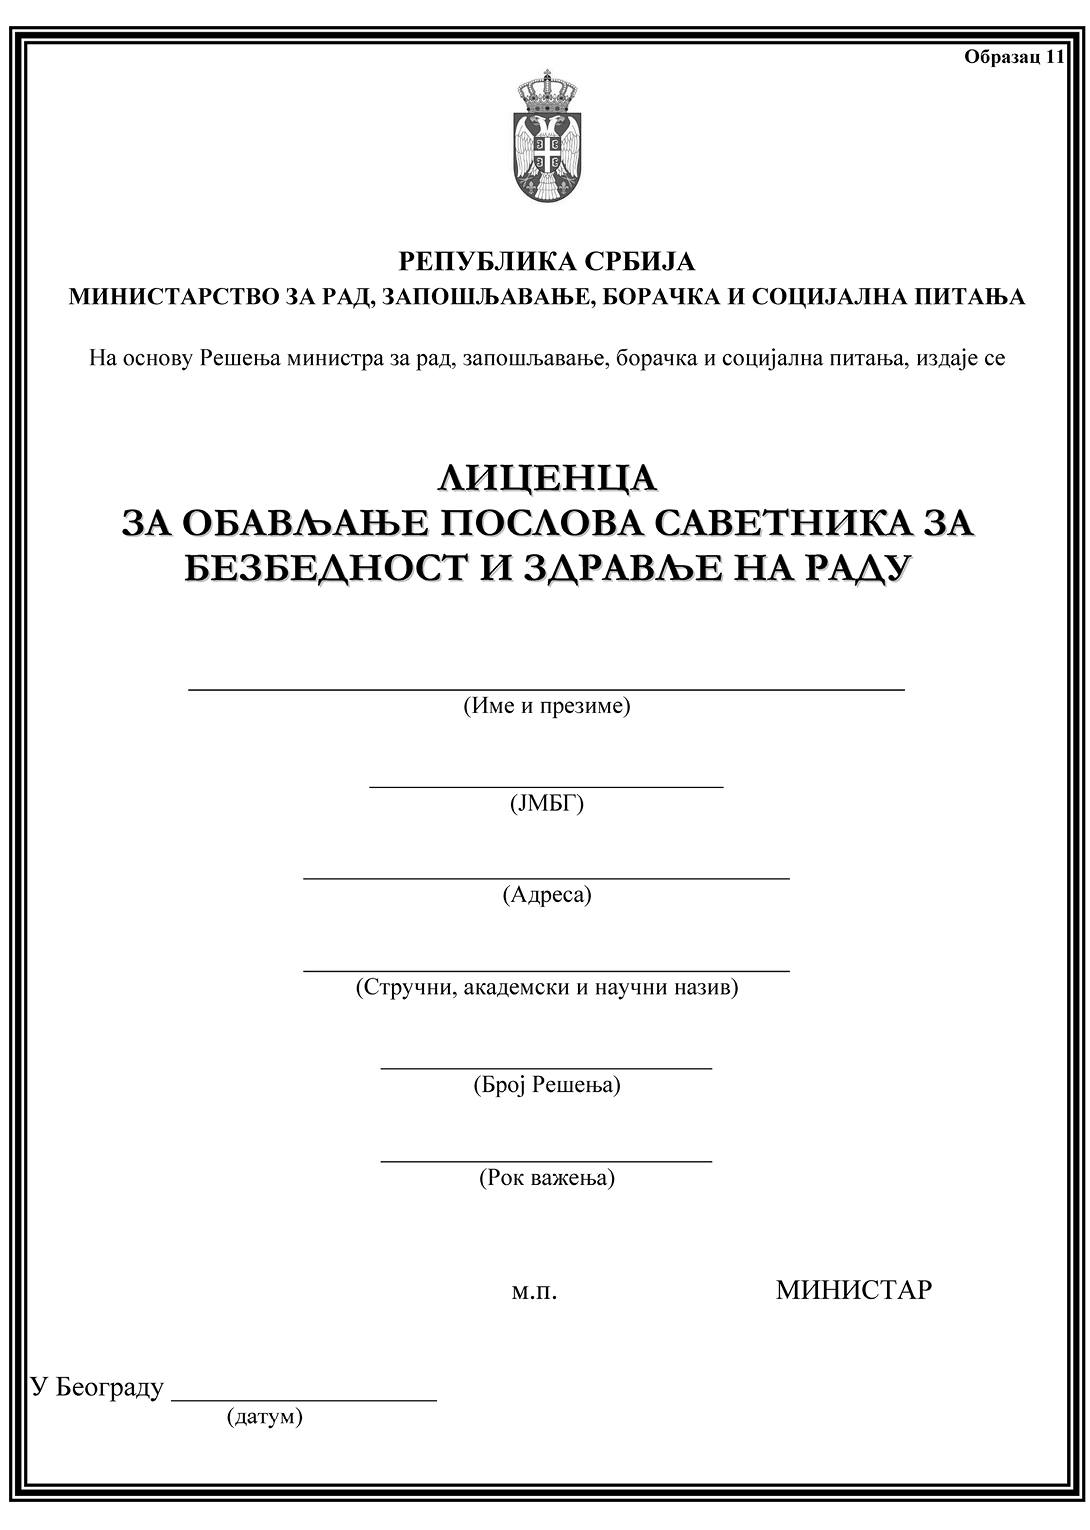 Образац 11
РЕПУБЛИКА СРБИЈА
МИНИСТАРСТВО ЗА РАД, ЗАПОШЉАВАЊЕ, БОРАЧКА И СОЦИЈАЛНА ПИТАЊА
На основу Решења министра за рад, запошљавање, борачка и социјална питања, издаје се
ЛИЦЕНЦА
ЗА ОБАВЉАЊЕ ПОСЛОВА САВЕТНИКА ЗА
БЕЗБЕДНОСТ И ЗДРАВЉЕ НА РАДУ
(Име и презиме)
(ЈМБГ)
(Адреса)
(Стручни, академски и научни назив)
(Број Решења)
(Рок важења)
м.п. МИНИСТАР
У Београду
(датум)